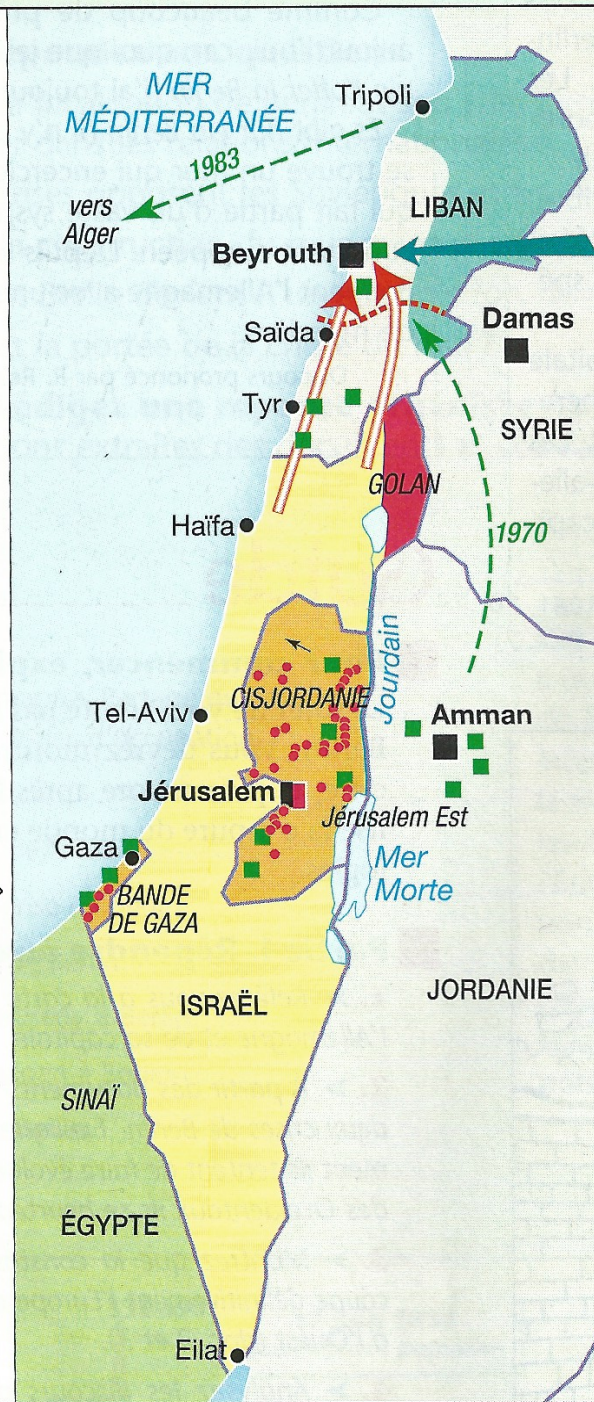 MER
MÉDITERRANÉE
Tripoli
1983
vers
Alger
LIBAN
Beyrouth
Damas
Saïda
Tyr
SYRIE
GOLAN
Haïfa
1970
Jourdain
CISJORDANIE
Tel-Aviv
Amman
Jérusalem
Jérusalem Est
Gaza
Mer
Morte
BANDE
DE GAZA
ISRAËL
JORDANIE
SINAÏ
ÉGYPTE
Eilat